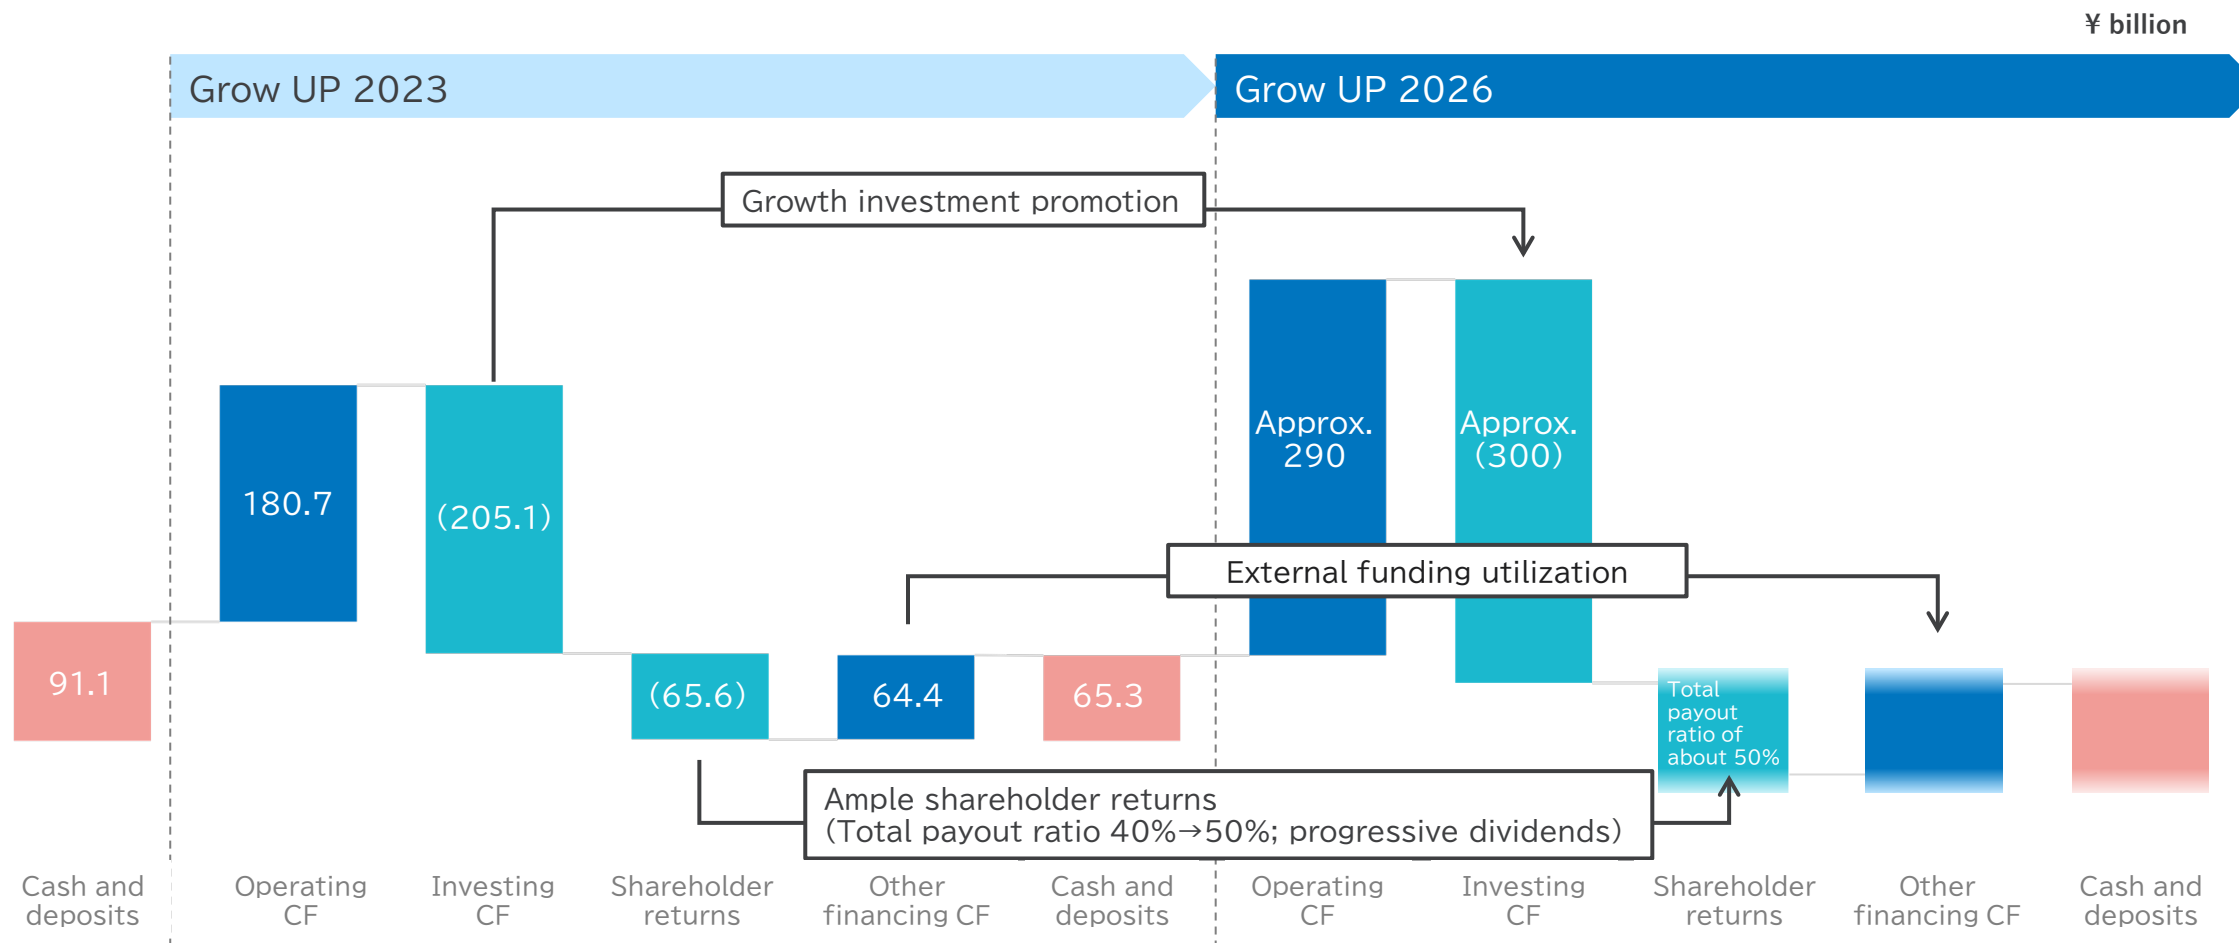 ¥ billion
Grow UP 2023
Grow UP 2026
Growth investment promotion
91.1
180.7
(205.1)
(65.6)
64.4
65.3
Approx.
290
Approx.
(300)
External funding utilization
Total
payout
ratio of
about 50%
Ample shareholder returns
(Total payout ratio 40%→50%; progressive dividends)
Cash and
deposits
Operating
CF
Investing
CF
Shareholder
returns
Other
financing CF
Cash and
deposits
Operating
CF
Investing
CF
Shareholder
returns
Other
financing CF
Cash and
deposits